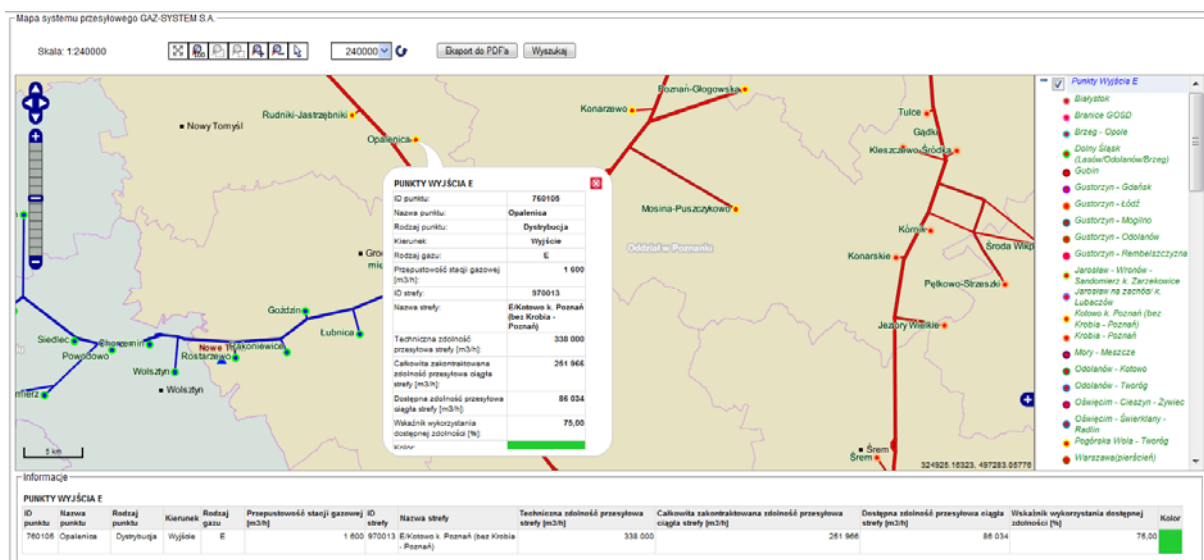 Mapa systemu przesyłowego GAZ-SYSTEM S.A.
Skala: 1:240000
100
240000
Eksport do PDF'a
Wyszukaj
Poznań-Głogowska
Konarzewo
Rudniki-Jastrzębniki
Nowy Tomyśl
Opalenica
Tulce
Gądki
Kleszczewo-Śródka
Mosina-Puszczykowo
Oddział w Poznaniu
Kórnik
Środa Wlkp
Konarskie
Pętkowo-Strzeszki
Jeziory Wielkie
Goździn
Łubnica
Siedlec
Powodowo
Rostarzewo
Wolsztyn
Wolsztyn
Śrem
Śrem
5 km
324925.16323, 497283.05776
PUNKTY WYJŚCIA E
ID punktu: 760105
Nazwa punktu: Opalenica
Rodzaj punktu: Dystrybucja
Kierunek: Wyjście
Rodzaj gazu: E
Przepustowość stacji gazowej [m3/h]: 1 600
ID strefy: 970013
Nazwa strefy: E/Kotowo k. Poznań (bez Krobia - Poznań)
Techniczna zdolność przesyłowa strefy [m3/h]: 338 000
Całkowita zakontraktowana zdolność przesyłowa ciągła strefy [m3/h]: 251 966
Dostępna zdolność przesyłowa ciągła strefy [m3/h]: 86 034
Wskaźnik wykorzystania dostępnej zdolności [%]: 75,00
Kolor:
Punkty Wyjścia E
Białystok
Branice GOSD
Brzeg - Opole
Dolny Śląsk (Lasów/Odolanów/Brzeg)
Gubin
Gustorzyn - Gdańsk
Gustorzyn - Łódź
Gustorzyn - Mogilno
Gustorzyn - Odolanów
Gustorzyn - Rembelszczyzna
Jarosław - Wronów - Sandomierz k. Zarzekowice
Jarosław na zachód/ k. Lubaczów
Kotowo k. Poznań (bez Krobia - Poznań)
Krobia - Poznań
Mory - Meszcze
Odolanów - Kotowo
Odolanów - Tworóg
Oświęcim - Cieszyn - Żywiec
Oświęcim - Świerklany - Radlin
Pogórska Wola - Tworóg
Warszawa(pierścień)
Informacje
PUNKTY WYJŚCIA E
ID punktu Nazwa punktu Rodzaj punktu Kierunek Rodzaj gazu Przepustowość stacji gazowej [m3/h] ID strefy Nazwa strefy Techniczna zdolność przesyłowa strefy [m3/h] Całkowita zakontraktowana zdolność przesyłowa ciągła strefy [m3/h] Dostępna zdolność przesyłowa ciągła strefy [m3/h] Wskaźnik wykorzystania dostępnej zdolności [%] Kolor
760105 Opalenica Dystrybucja Wyjście E 1 600 970013 E/Kotowo k. Poznań (bez Krobia - Poznań) 338 000 251 966 86 034 75,00